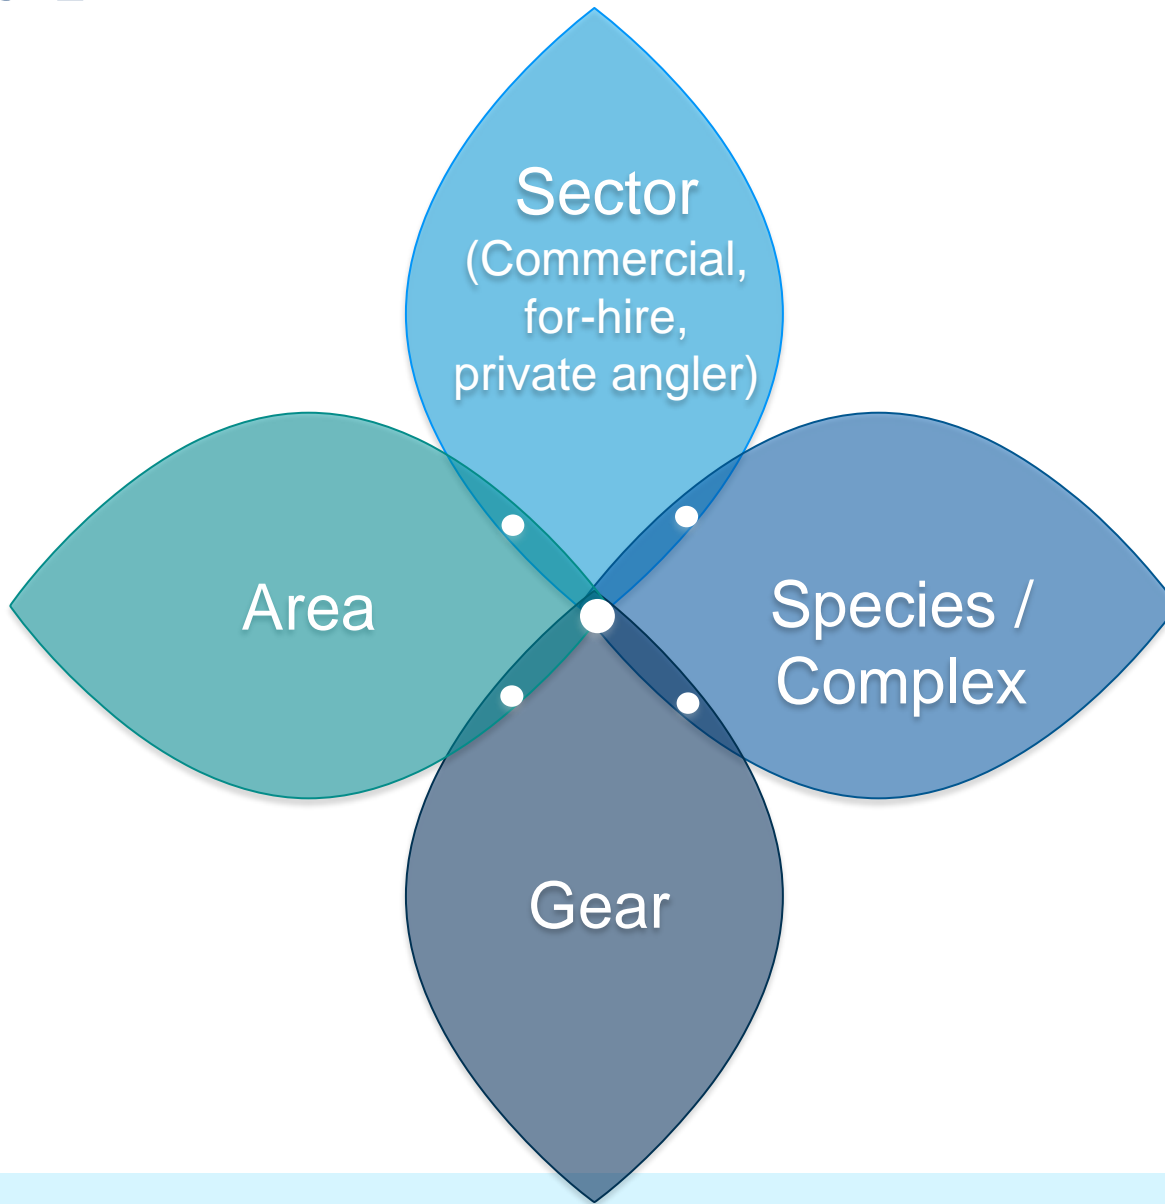 Sector
(Commercial,
for-hire,
private angler)
Area
Species /
Complex
Gear